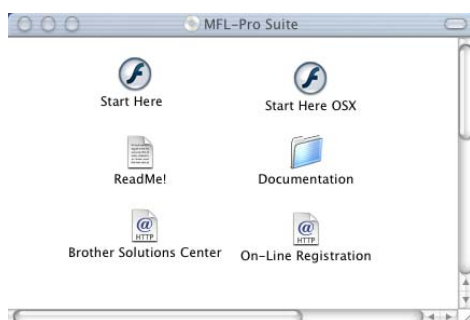 MFL-Pro Suite
Start Here
Start Here OSX
ReadMe!
Documentation
@
HTTP
@
HTTP
Brother Solutions Center
On-Line Registration